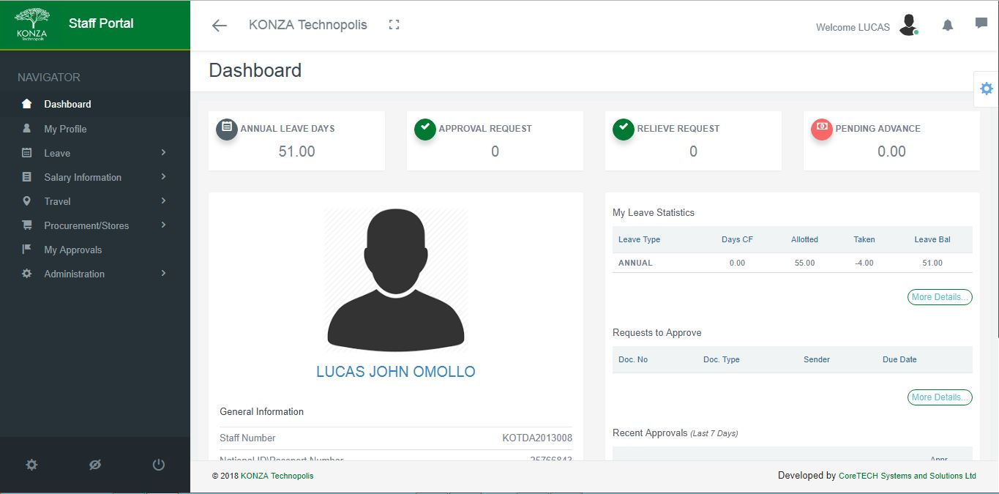 KONZA
Technopolis
Staff Portal
KONZA Technopolis
Welcome LUCAS
NAVIGATOR
Dashboard
My Profile
Leave
Salary Information
Travel
Procurement/Stores
My Approvals
Administration
Dashboard
ANNUAL LEAVE DAYS
51.00
APPROVAL REQUEST
0
RELIEVE REQUEST
0
PENDING ADVANCE
0.00
LUCAS JOHN OMOLLO
General Information
Staff Number KOTDA2013008
National ID\Passport Number 25766843
My Leave Statistics
Leave Type Days CF Allotted Taken Leave Bal
ANNUAL 0.00 55.00 -4.00 51.00
More Details...
Requests to Approve
Doc. No Doc. Type Sender Due Date
More Details...
Recent Approvals (Last 7 Days)
Appr
© 2018 KONZA Technopolis
Developed by CoreTECH Systems and Solutions Ltd